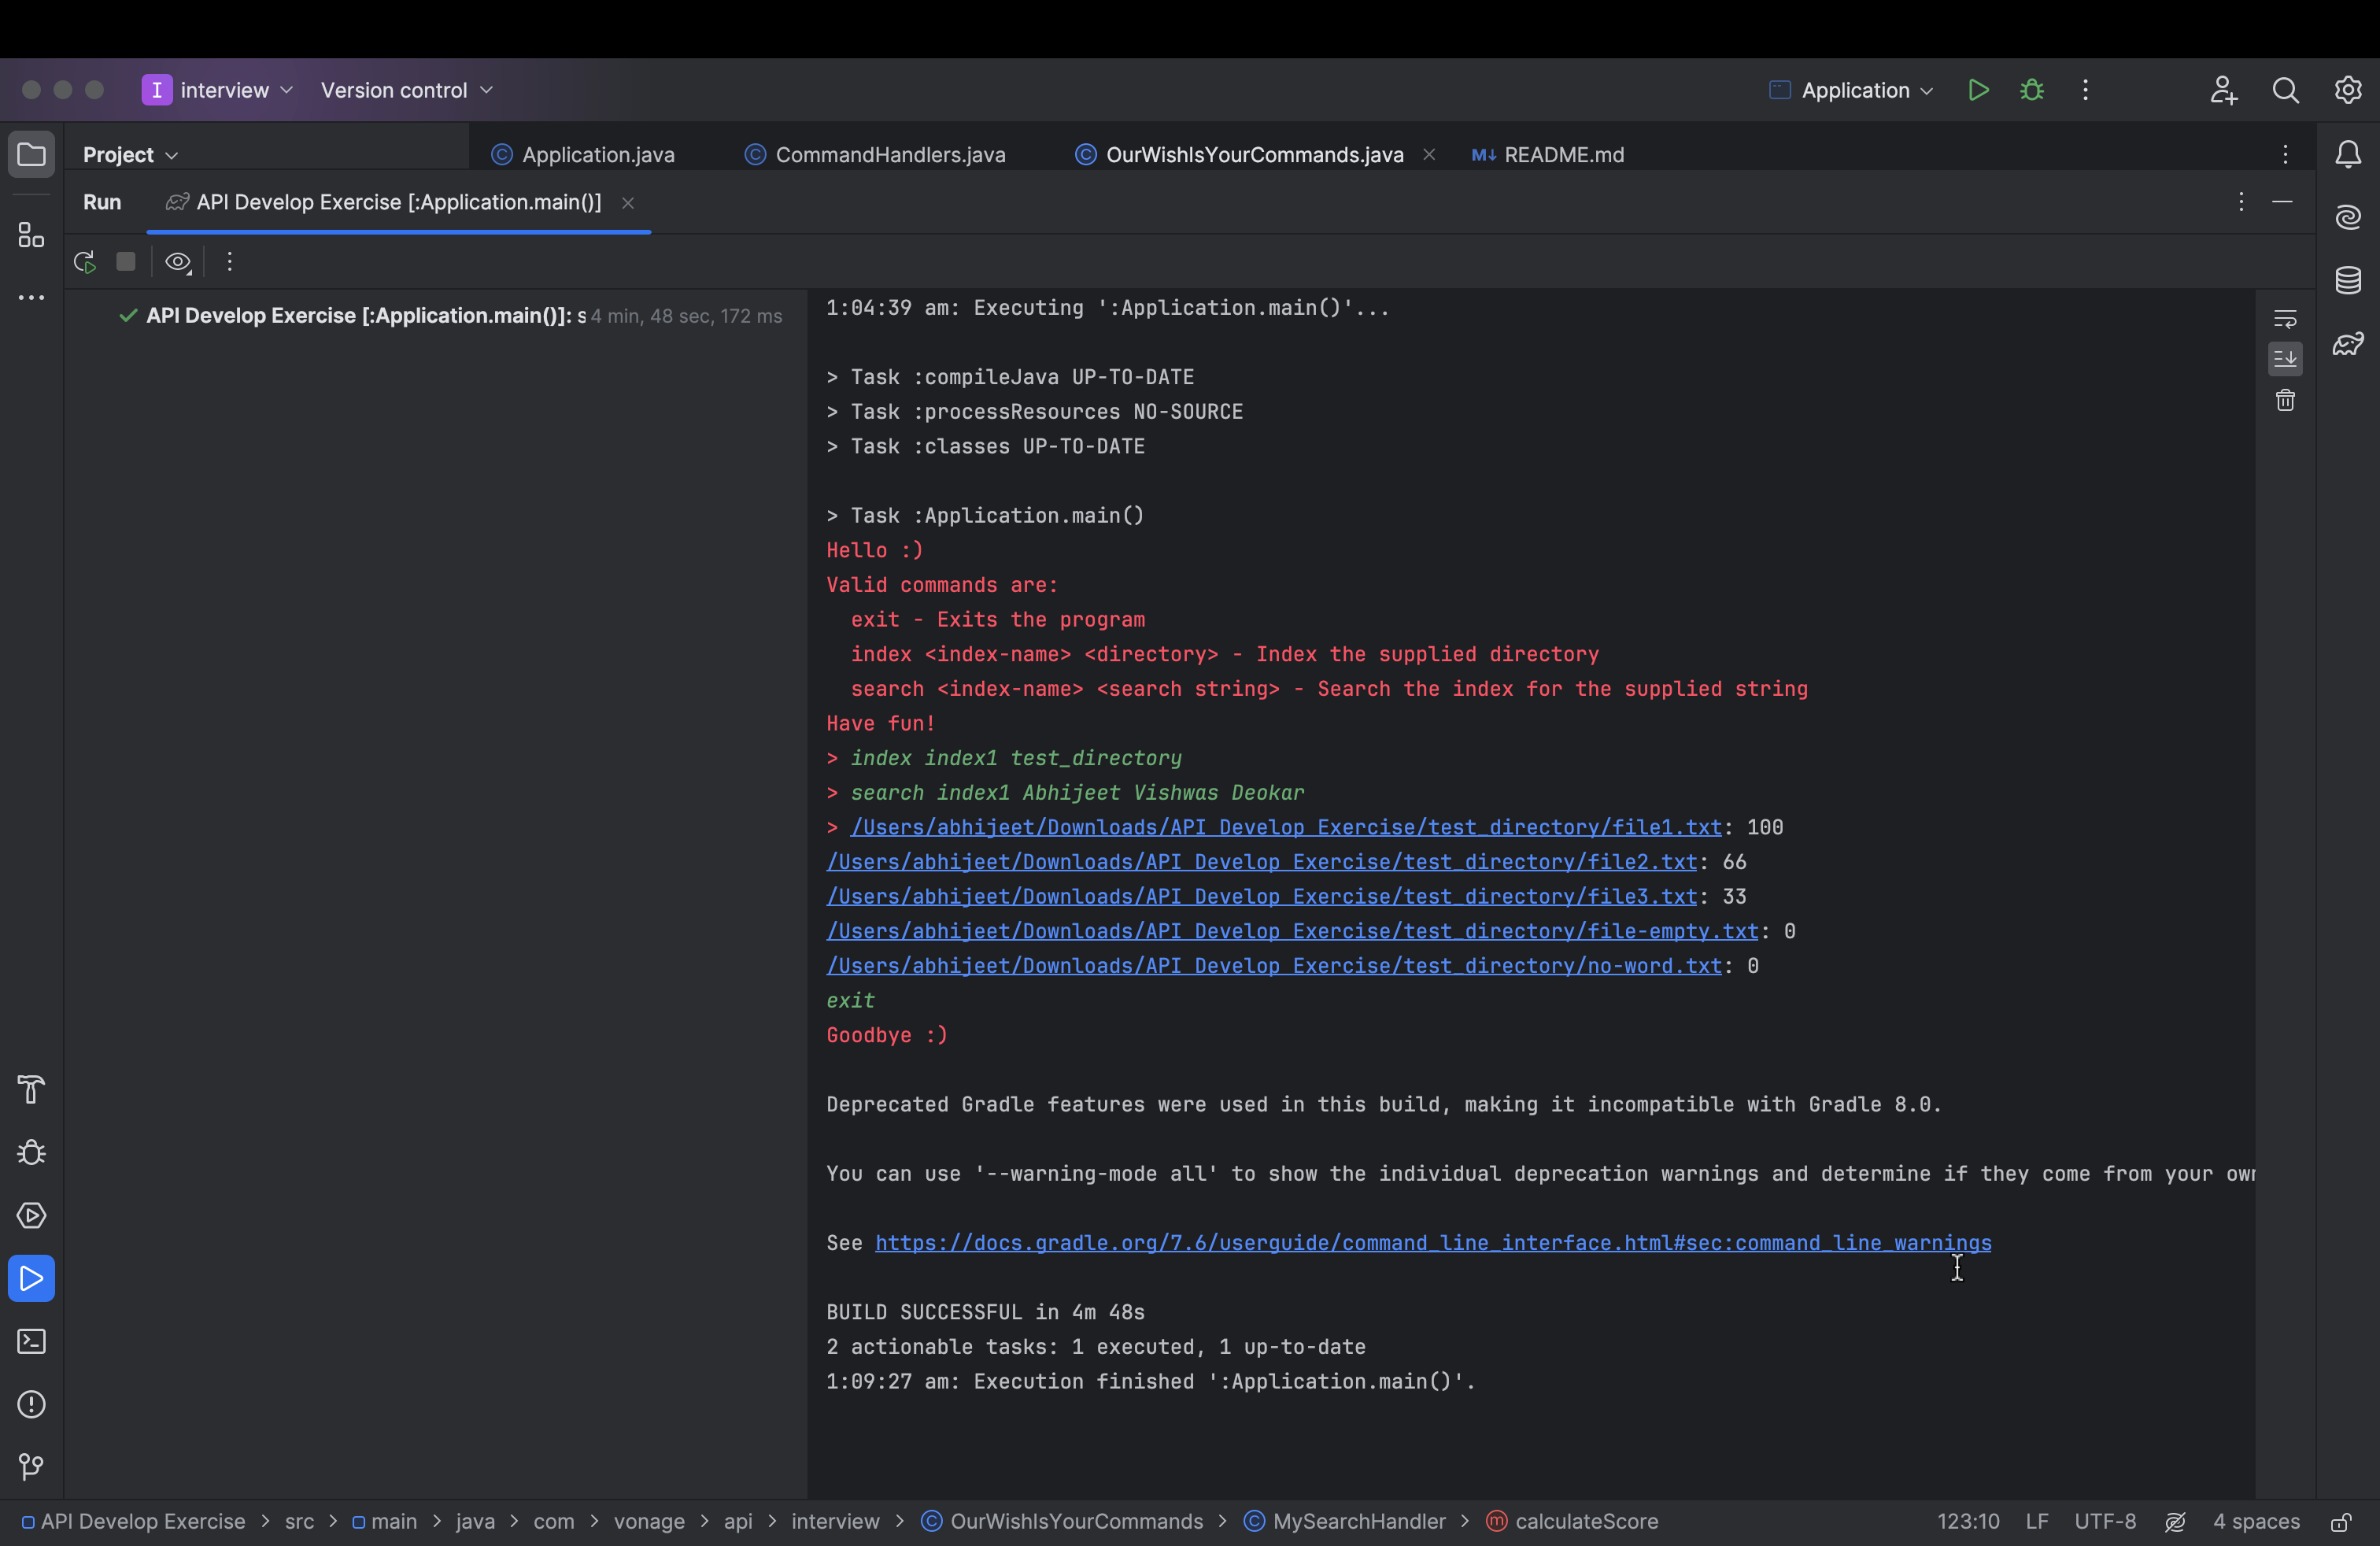 I interview Version control Application
Project Application.java CommandHandlers.java OurWishIsYourCommands.java README.md
Run API Develop Exercise [:Application.main()]
API Develop Exercise [:Application.main()]: s 4 min, 48 sec, 172 ms
1:04:39 am: Executing ':Application.main()'...
> Task :compileJava UP-TO-DATE
> Task :processResources NO-SOURCE
> Task :classes UP-TO-DATE
> Task :Application.main()
Hello :)
Valid commands are:
exit - Exits the program
index <index-name> <directory> - Index the supplied directory
search <index-name> <search string> - Search the index for the supplied string
Have fun!
> index index1 test_directory
> search index1 Abhijeet Vishwas Deokar
> /Users/abhijeet/Downloads/API Develop Exercise/test_directory/file1.txt: 100
/Users/abhijeet/Downloads/API Develop Exercise/test_directory/file2.txt: 66
/Users/abhijeet/Downloads/API Develop Exercise/test_directory/file3.txt: 33
/Users/abhijeet/Downloads/API Develop Exercise/test_directory/file-empty.txt: 0
/Users/abhijeet/Downloads/API Develop Exercise/test_directory/no-word.txt: 0
exit
Goodbye :)
Deprecated Gradle features were used in this build, making it incompatible with Gradle 8.0.
You can use '--warning-mode all' to show the individual deprecation warnings and determine if they come from your own
See https://docs.gradle.org/7.6/userguide/command_line_interface.html#sec:command_line_warnings
BUILD SUCCESSFUL in 4m 48s
2 actionable tasks: 1 executed, 1 up-to-date
1:09:27 am: Execution finished ':Application.main()'.
API Develop Exercise > src > main > java > com > vonage > api > interview > OurWishIsYourCommands > MySearchHandler > calculateScore 123:10 LF UTF-8 4 spaces